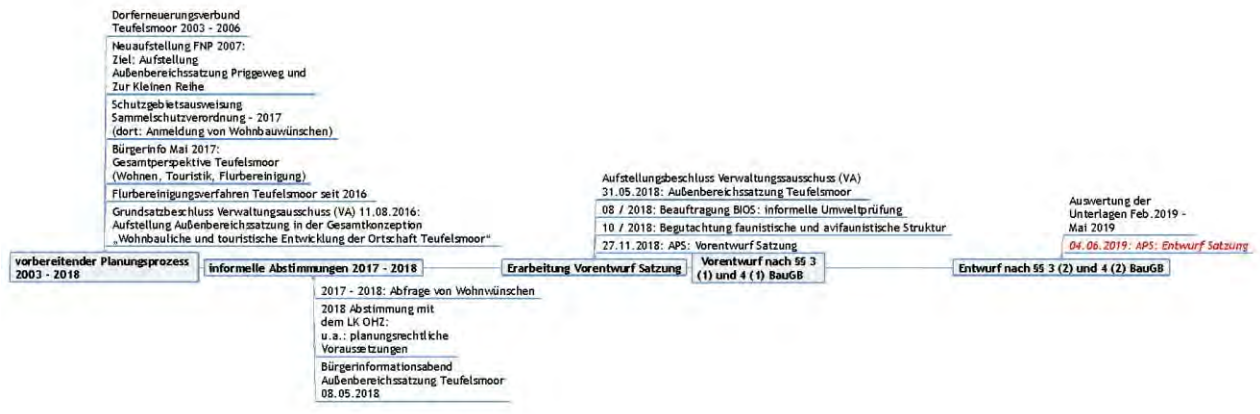 Dorferneuerungsverbund
Teufelsmoor 2003 - 2006
Neuaufstellung FNP 2007:
Ziel: Aufstellung
Außenbereichssatzung Priggeweg und
Zur Kleinen Reihe
Schutzgebietsausweisung
Sammelschutzverordnung - 2017
(dort: Anmeldung von Wohnbauwünschen)
Bürgerinfo Mai 2017:
Gesamtperspektive Teufelsmoor
(Wohnen, Touristik, Flurbereinigung)
Flurbereinigungsverfahren Teufelsmoor seit 2016
Grundsatzbeschluss Verwaltungsausschuss (VA) 11.08.2016:
Aufstellung Außenbereichssatzung in der Gesamtkonzeption
„Wohnbauliche und touristische Entwicklung der Ortschaft Teufelsmoor“
vorbereitender Planungsprozess
2003 - 2018
informelle Abstimmungen 2017 - 2018
2017 - 2018: Abfrage von Wohnwünschen
2018 Abstimmung mit
dem LK OHZ:
u.a.: planungsrechtliche
Voraussetzungen
Bürgerinformationsabend
Außenbereichssatzung Teufelsmoor
08.05.2018
Aufstellungsbeschluss Verwaltungssausschuss (VA)
31.05.2018: Außenbereichssatzung Teufelsmoor
08 / 2018: Beauftragung BIOS: informelle Umweltprüfung
10 / 2018: Begutachtung faunistische und avifaunistische Struktur
27.11.2018: APS: Vorentwurf Satzung
Erarbeitung Vorentwurf Satzung
Vorentwurf nach §§ 3
(1) und 4 (1) BauGB
Auswertung der
Unterlagen Feb.2019 -
Mai 2019
04.06.2019: APS: Entwurf Satzung
Entwurf nach §§ 3 (2) und 4 (2) BauGB